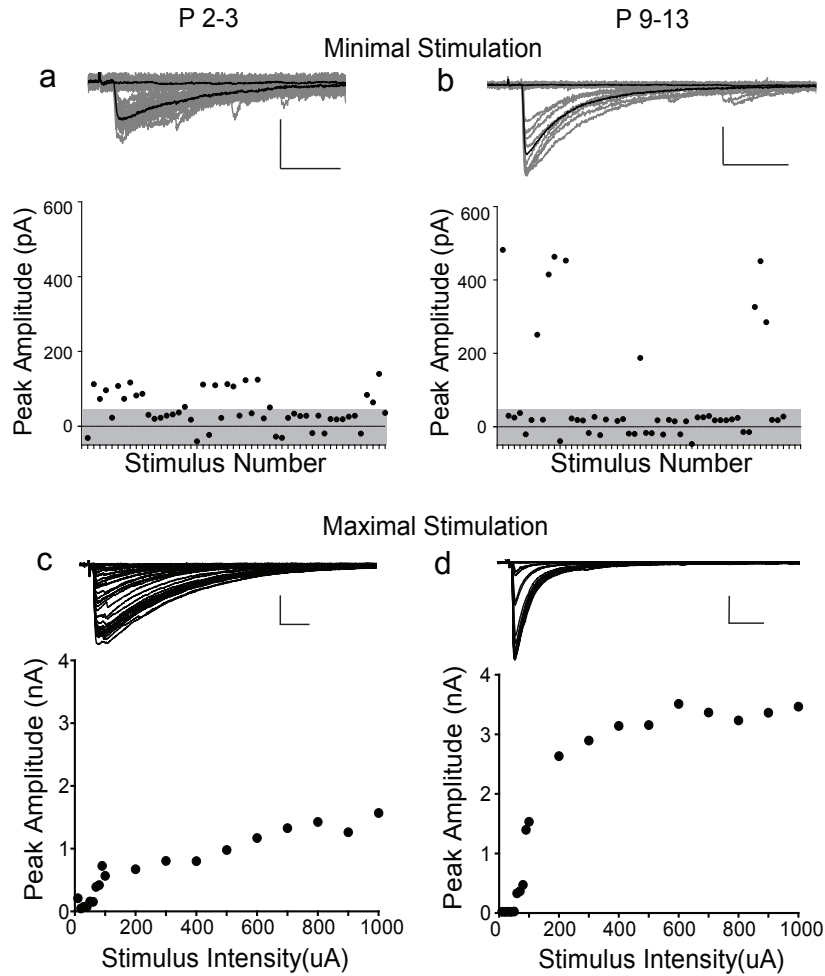 P 2-3 P 9-13
Minimal Stimulation
a b
600 600
400 400
200 200
0 0
Peak Amplitude (pA) Peak Amplitude (pA)
Stimulus Number Stimulus Number
Maximal Stimulation
c d
4 4
3 3
2 2
1 1
0 0
Peak Amplitude (nA) Peak Amplitude (nA)
0 200 400 600 800 1000 0 200 400 600 800 1000
Stimulus Intensity(uA) Stimulus Intensity(uA)